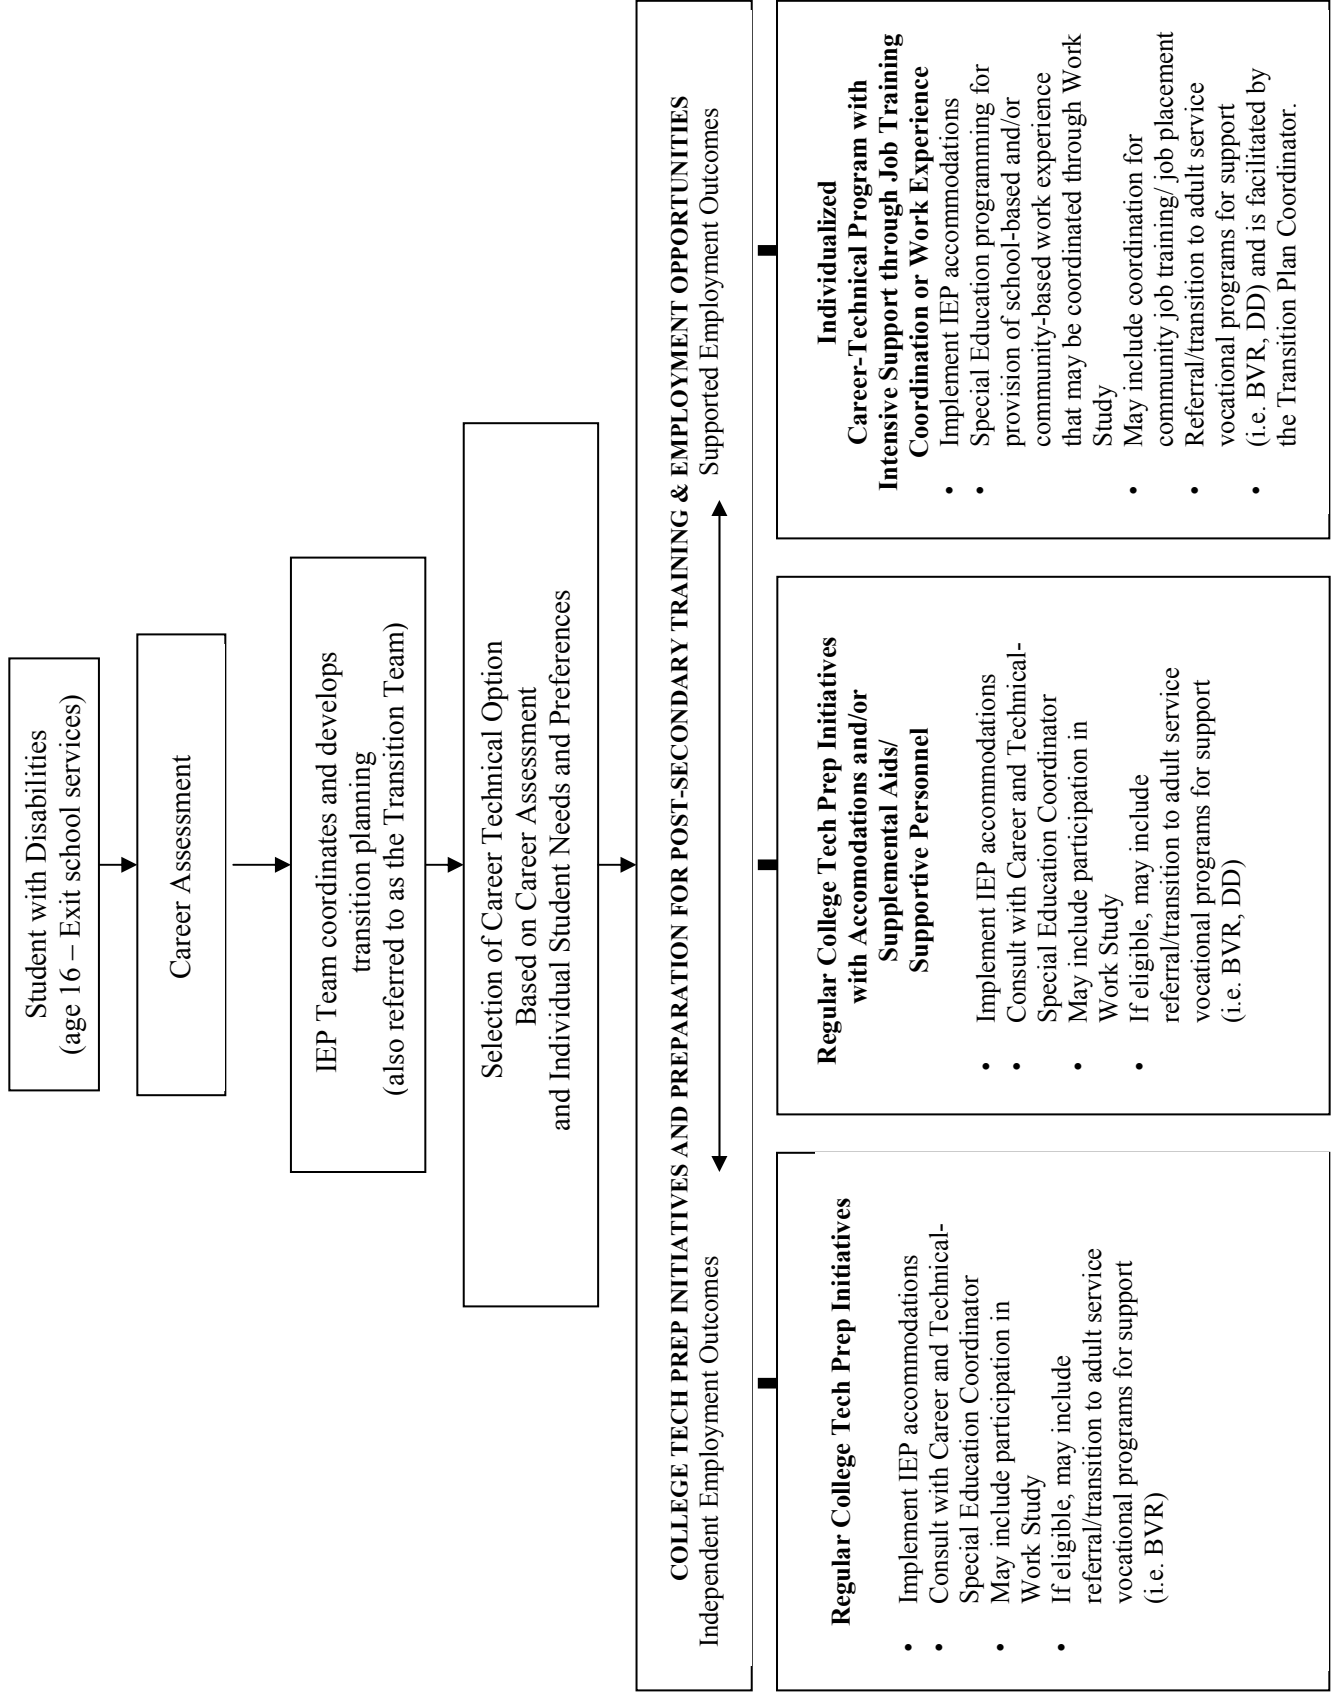 Student with Disabilities
(age 16 – Exit school services)
Career Assessment
IEP Team coordinates and develops
transition planning
(also referred to as the Transition Team)
Selection of Career Technical Option
Based on Career Assessment
and Individual Student Needs and Preferences
COLLEGE TECH PREP INITIATIVES AND PREPARATION FOR POST-SECONDARY TRAINING & EMPLOYMENT OPPORTUNITIES
Independent Employment Outcomes Supported Employment Outcomes
Regular College Tech Prep Initiatives
• Implement IEP accommodations
• Consult with Career and Technical-
Special Education Coordinator
• May include participation in
Work Study
• If eligible, may include
referral/transition to adult service
vocational programs for support
(i.e. BVR)
Regular College Tech Prep Initiatives
with Accomodations and/or
Supplemental Aids/
Supportive Personnel
• Implement IEP accommodations
• Consult with Career and Technical-
Special Education Coordinator
• May include participation in
Work Study
• If eligible, may include
referral/transition to adult service
vocational programs for support
(i.e. BVR, DD)
Individualized
Career-Technical Program with
Intensive Support through Job Training
Coordination or Work Experience
• Implement IEP accommodations
• Special Education programming for
provision of school-based and/or
community-based work experience
that may be coordinated through Work
Study
• May include coordination for
community job training/ job placement
• Referral/transition to adult service
vocational programs for support
• (i.e. BVR, DD) and is facilitated by
the Transition Plan Coordinator.